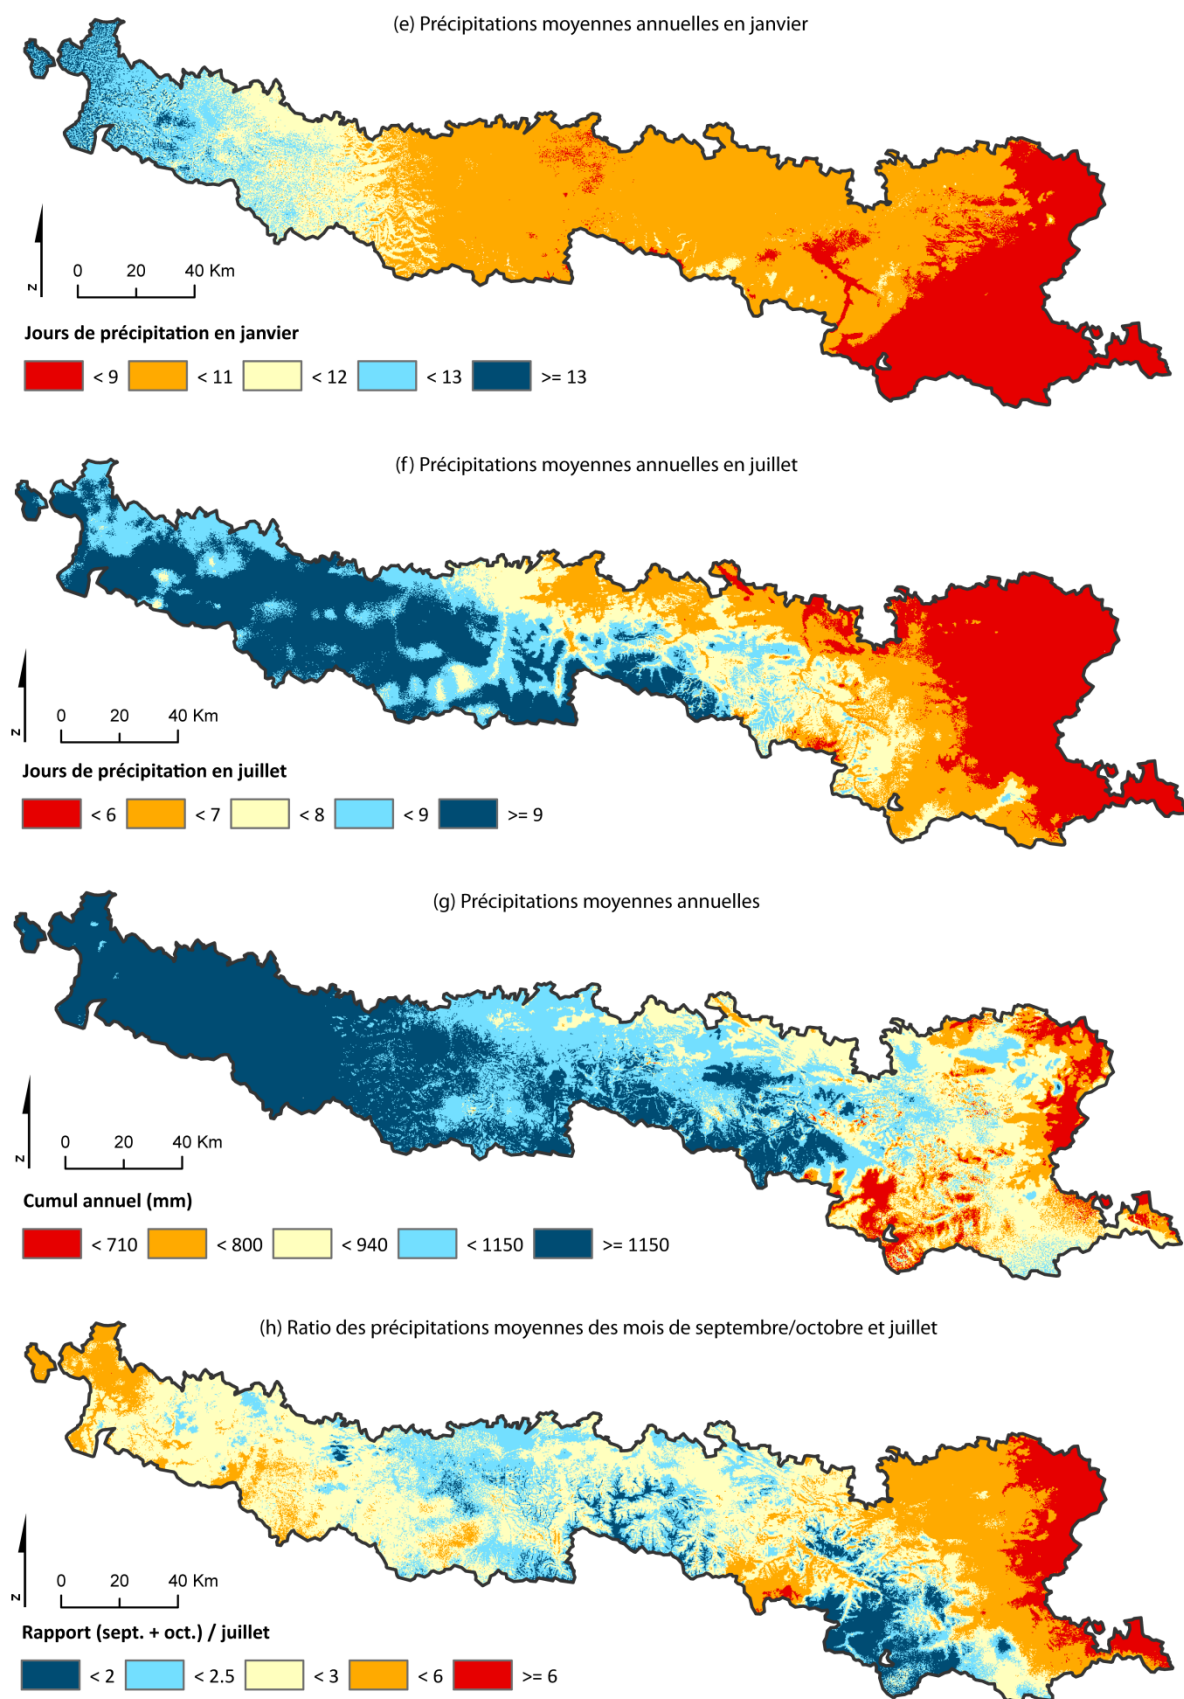 (e) Précipitations moyennes annuelles en janvier
N
0 20 40 Km
Jours de précipitation en janvier
< 9 < 11 < 12 < 13 >= 13
(f) Précipitations moyennes annuelles en juillet
N
0 20 40 Km
Jours de précipitation en juillet
< 6 < 7 < 8 < 9 >= 9
(g) Précipitations moyennes annuelles
N
0 20 40 Km
Cumul annuel (mm)
< 710 < 800 < 940 < 1150 >= 1150
(h) Ratio des précipitations moyennes des mois de septembre/octobre et juillet
N
0 20 40 Km
Rapport (sept. + oct.) / juillet
< 2 < 2.5 < 3 < 6 >= 6